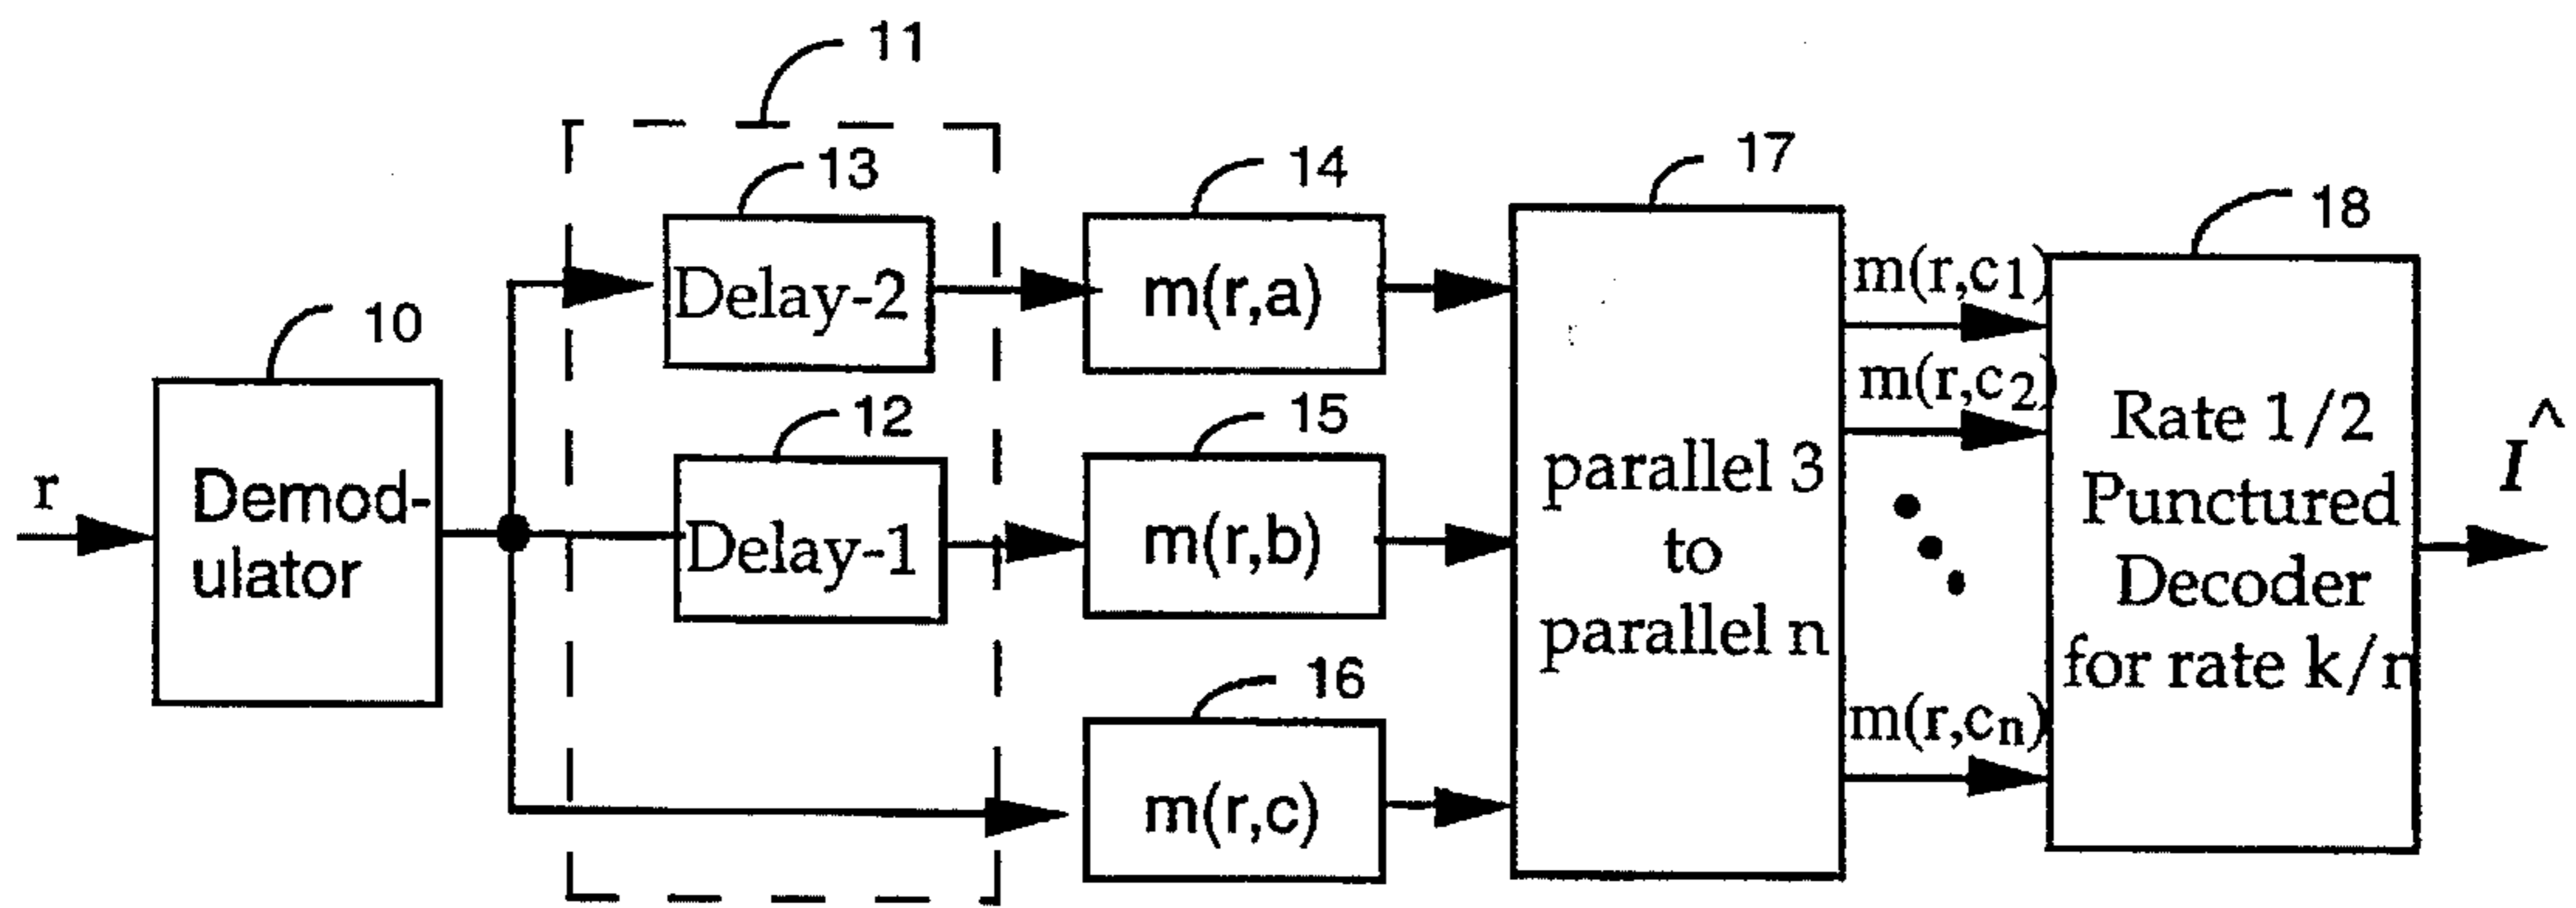 11
13
14
17
18
10
Delay-2
m(r,a)
m(r,c1)
m(r,c2)
12
15
r
Demod-
ulator
Delay-1
m(r,b)
parallel 3
to
parallel n
Rate 1/2
Punctured
Decoder
for rate k/n
I^
16
m(r,c)
m(r,cn)